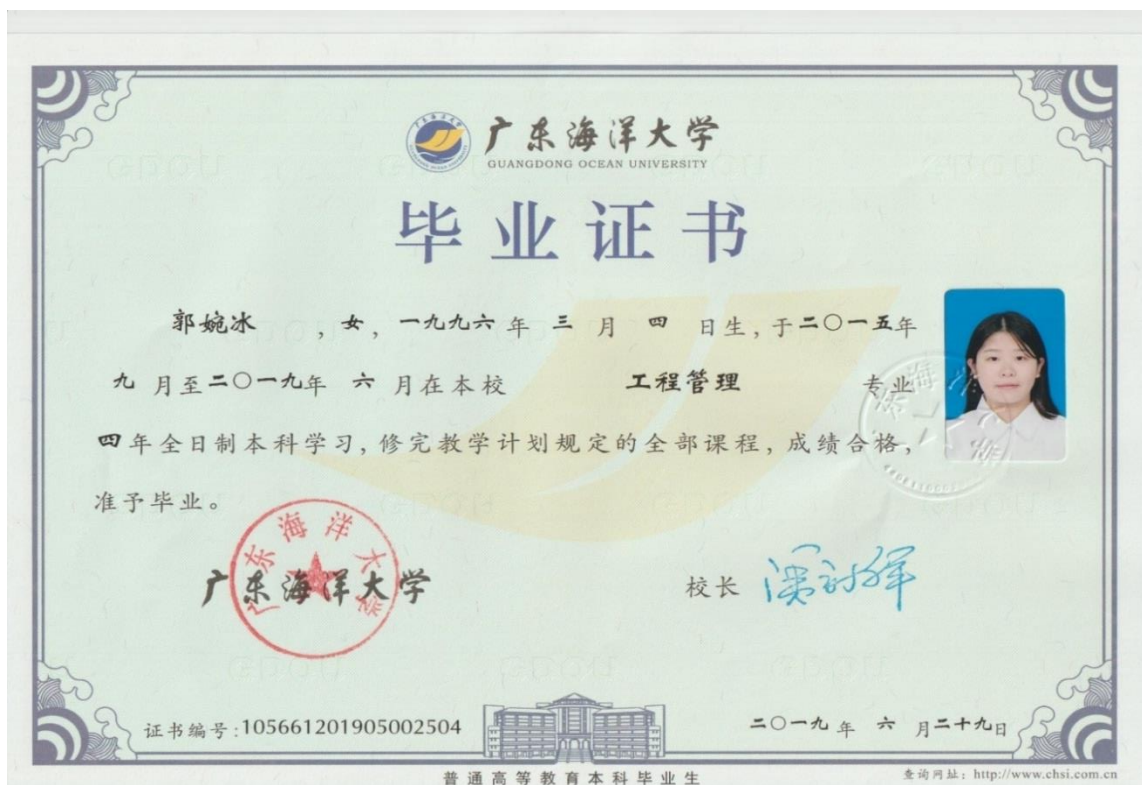 广东海洋大学
GUANGDONG OCEAN UNIVERSITY
毕业证书
郭婉冰，女，一九九六年 三 月 四 日生，于二〇一五年
九 月至二〇一九年 六 月在本校 工程管理 专业
四年全日制本科学习，修完教学计划规定的全部课程，成绩合格，
准予毕业。
广东海洋大学
广东海洋大学
校长
证书编号：105661201905002504
二〇一九年 六 月二十九日
普通高等教育本科毕业生
查询网址：http://www.chsi.com.cn